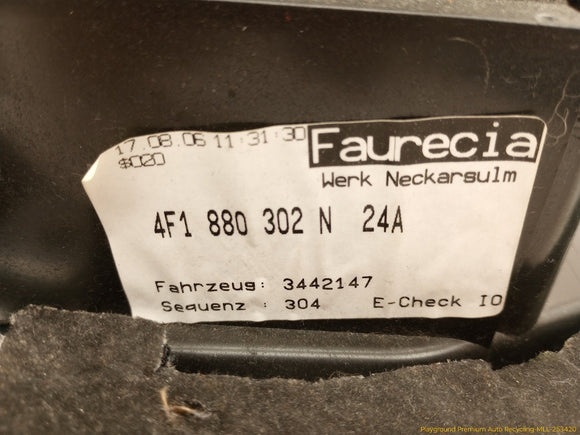 17.08.06 11:31:30
$020
Faurecia
Werk Neckarsulm
4F1 880 302 N 24A
Fahrzeug: 3442147
Sequenz : 304 E-Check IO
Playground Premium Auto Recycling MLL-253420